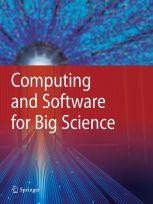 Computing
and Software
for Big Science
Springer